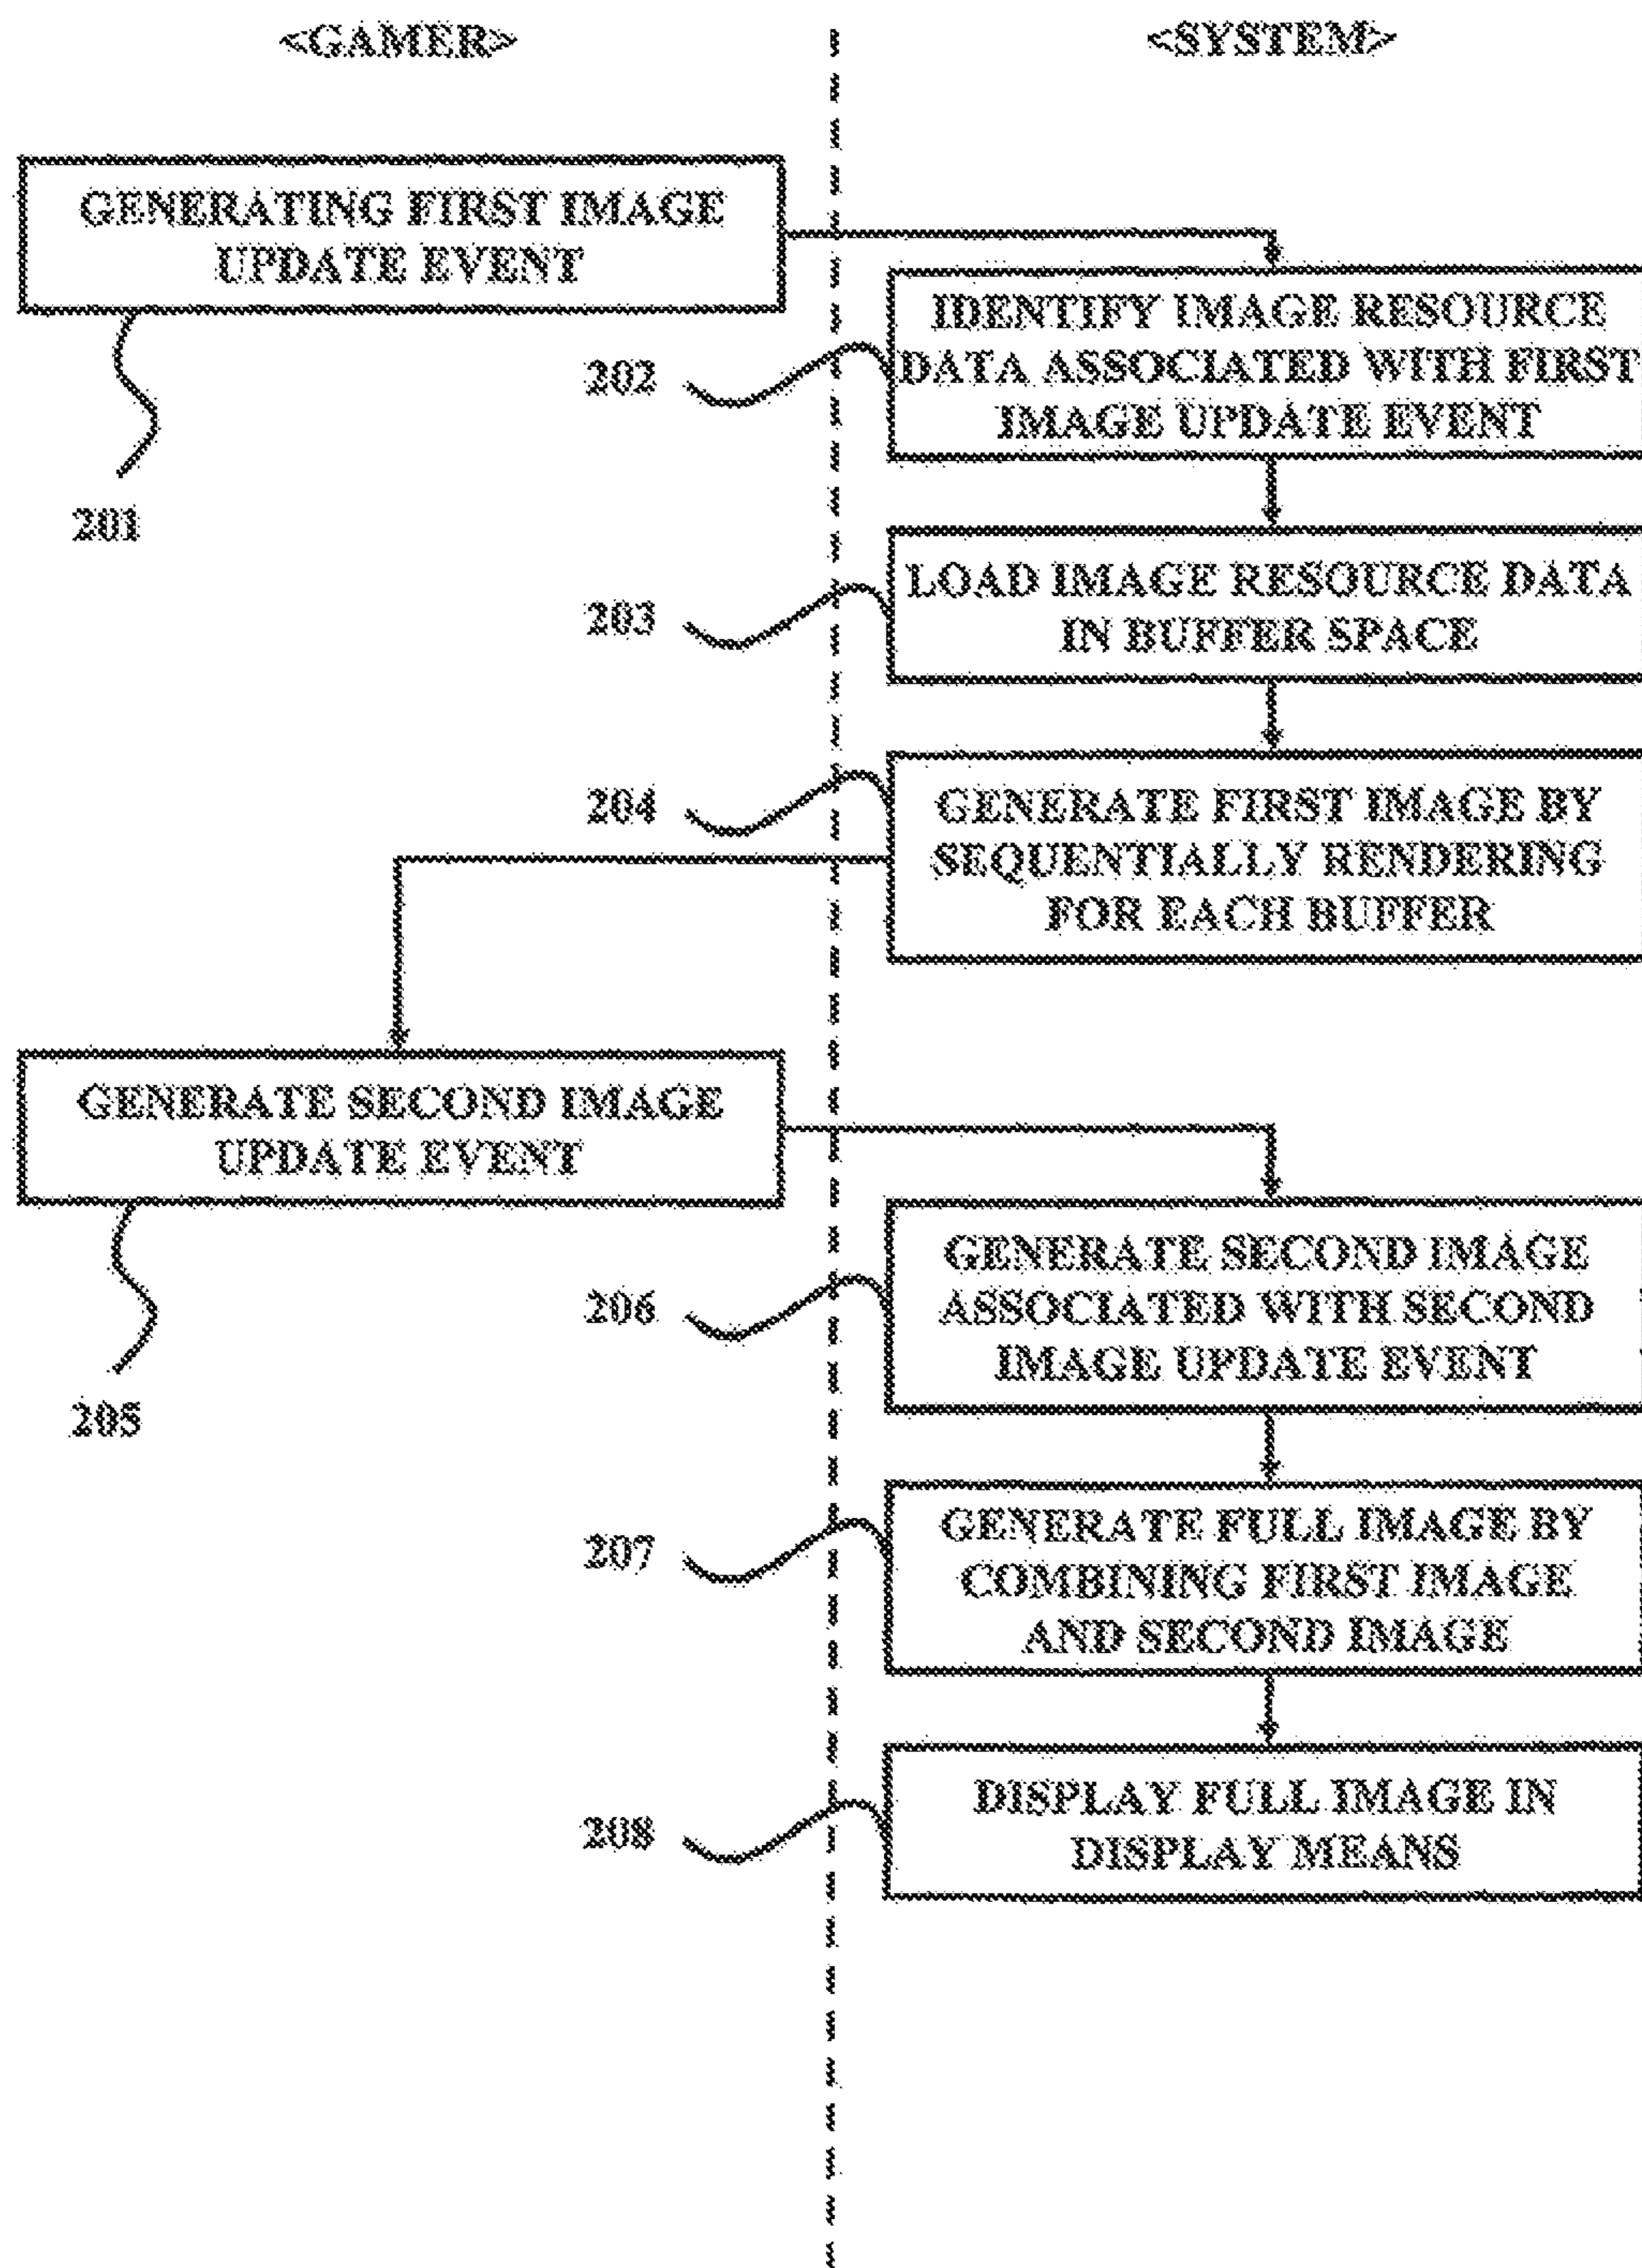 <GAMER>
<SYSTEM>
GENERATING FIRST IMAGE
UPDATE EVENT
201
IDENTIFY IMAGE RESOURCE
DATA ASSOCIATED WITH FIRST
IMAGE UPDATE EVENT
202
LOAD IMAGE RESOURCE DATA
IN BUFFER SPACE
203
GENERATE FIRST IMAGE BY
SEQUENTIALLY RENDERING
FOR EACH BUFFER
204
GENERATE SECOND IMAGE
UPDATE EVENT
205
GENERATE SECOND IMAGE
ASSOCIATED WITH SECOND
IMAGE UPDATE EVENT
206
GENERATE FULL IMAGE BY
COMBINING FIRST IMAGE
AND SECOND IMAGE
207
DISPLAY FULL IMAGE IN
DISPLAY MEANS
208